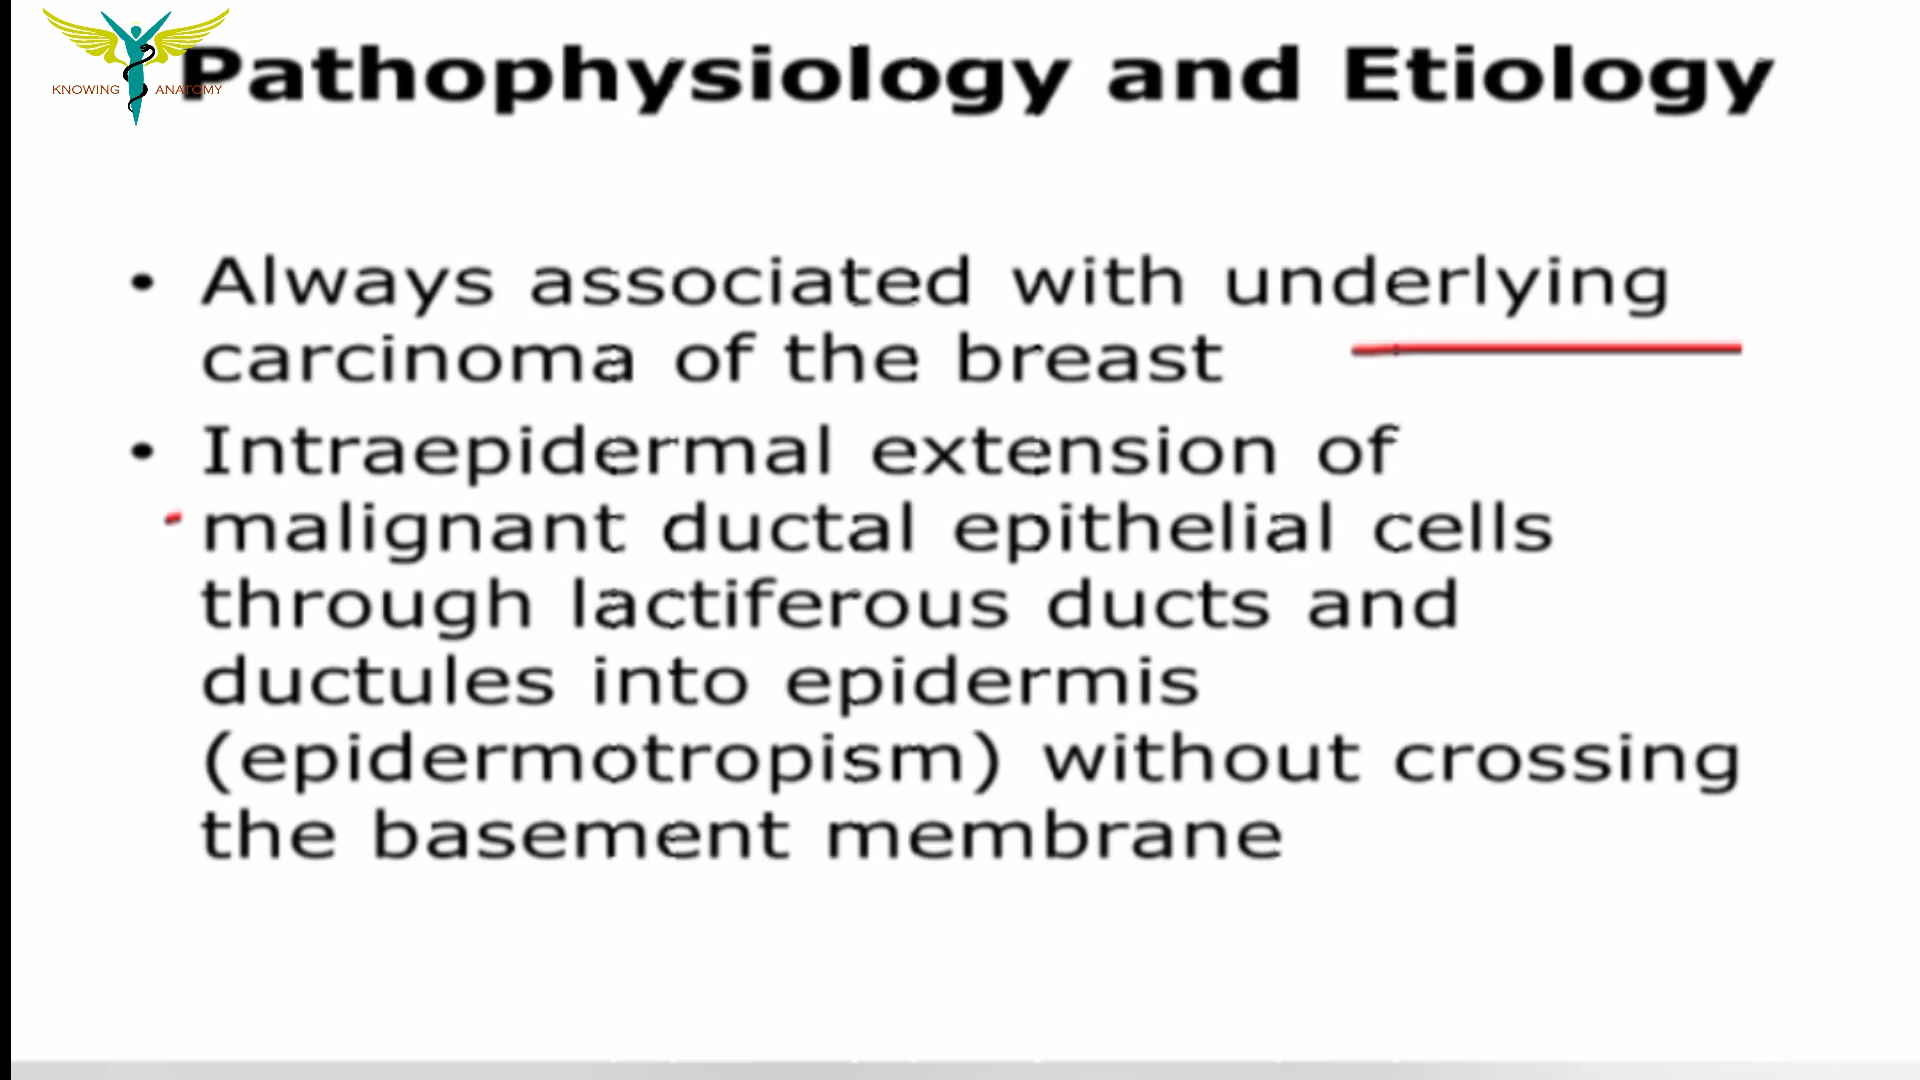 KNOWING ANATOMY
Pathophysiology and Etiology
• Always associated with underlying
carcinoma of the breast
• Intraepidermal extension of
malignant ductal epithelial cells
through lactiferous ducts and
ductules into epidermis
(epidermotropism) without crossing
the basement membrane